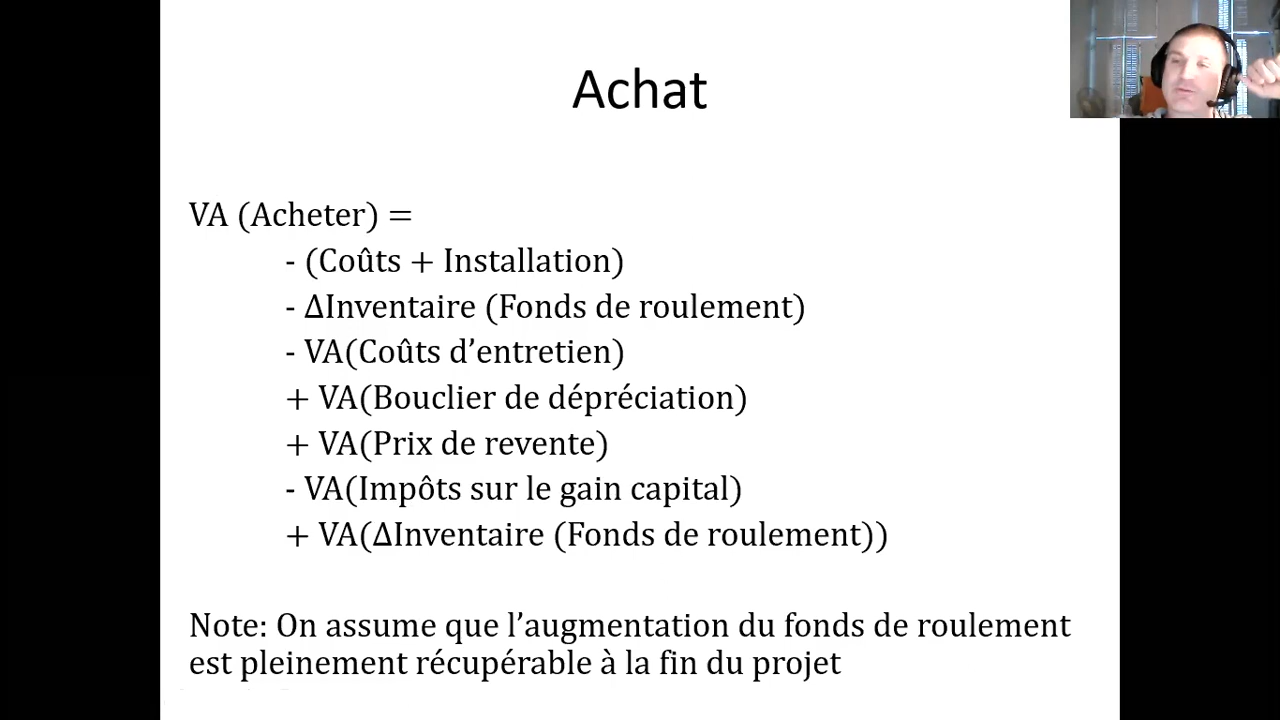 Achat
VA (Acheter) =
- (Coûts + Installation)
- ΔInventaire (Fonds de roulement)
- VA(Coûts d’entretien)
+ VA(Bouclier de dépréciation)
+ VA(Prix de revente)
- VA(Impôts sur le gain capital)
+ VA(ΔInventaire (Fonds de roulement))
Note: On assume que l’augmentation du fonds de roulement
est pleinement récupérable à la fin du projet